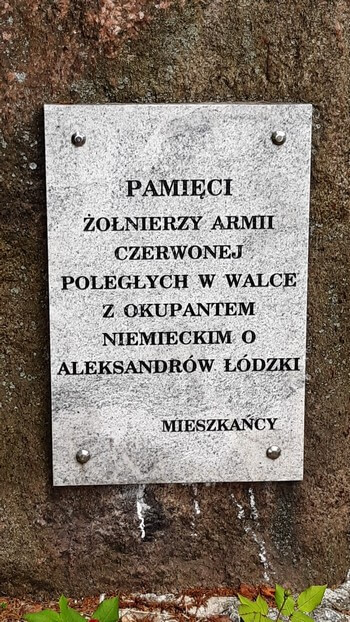 PAMIĘCI
ŻOŁNIERZY ARMII
CZERWONEJ
POLEGŁYCH W WALCE
Z OKUPANTEM
NIEMIECKIM O
ALEKSANDRÓW ŁÓDZKI
MIESZKAŃCY